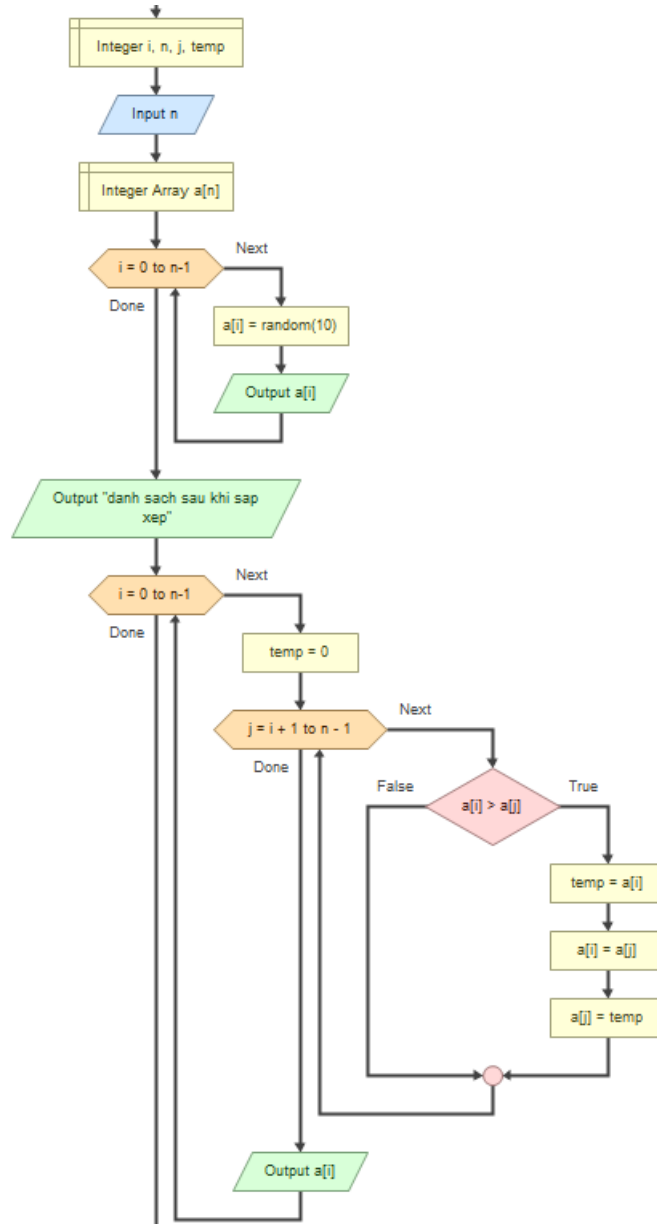 Integer i, n, j, temp
Input n
Integer Array a[n]
i = 0 to n-1
Next
Done
a[i] = random(10)
Output a[i]
Output "danh sach sau khi sap
xep"
i = 0 to n-1
Next
Done
temp = 0
j = i + 1 to n - 1
Next
Done
a[i] > a[j]
False
True
temp = a[i]
a[i] = a[j]
a[j] = temp
Output a[i]